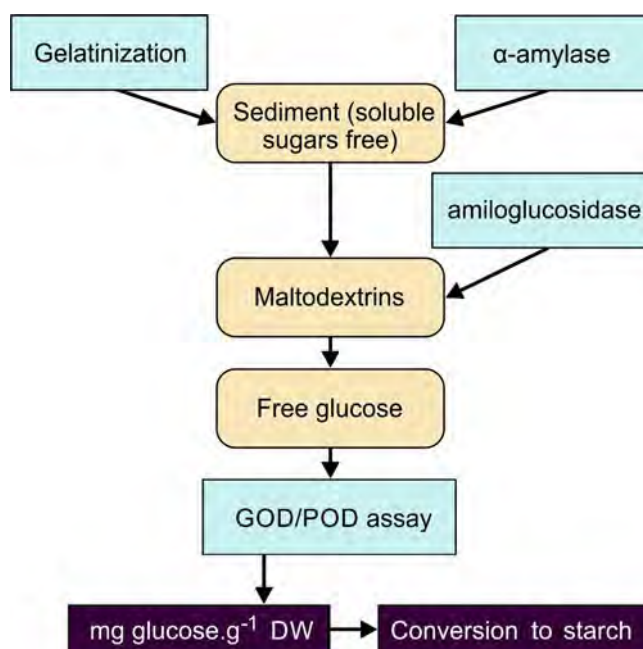 Gelatinization
α-amylase
Sediment (soluble
sugars free)
amiloglucosidase
Maltodextrins
Free glucose
GOD/POD assay
mg glucose.g⁻¹ DW
Conversion to starch